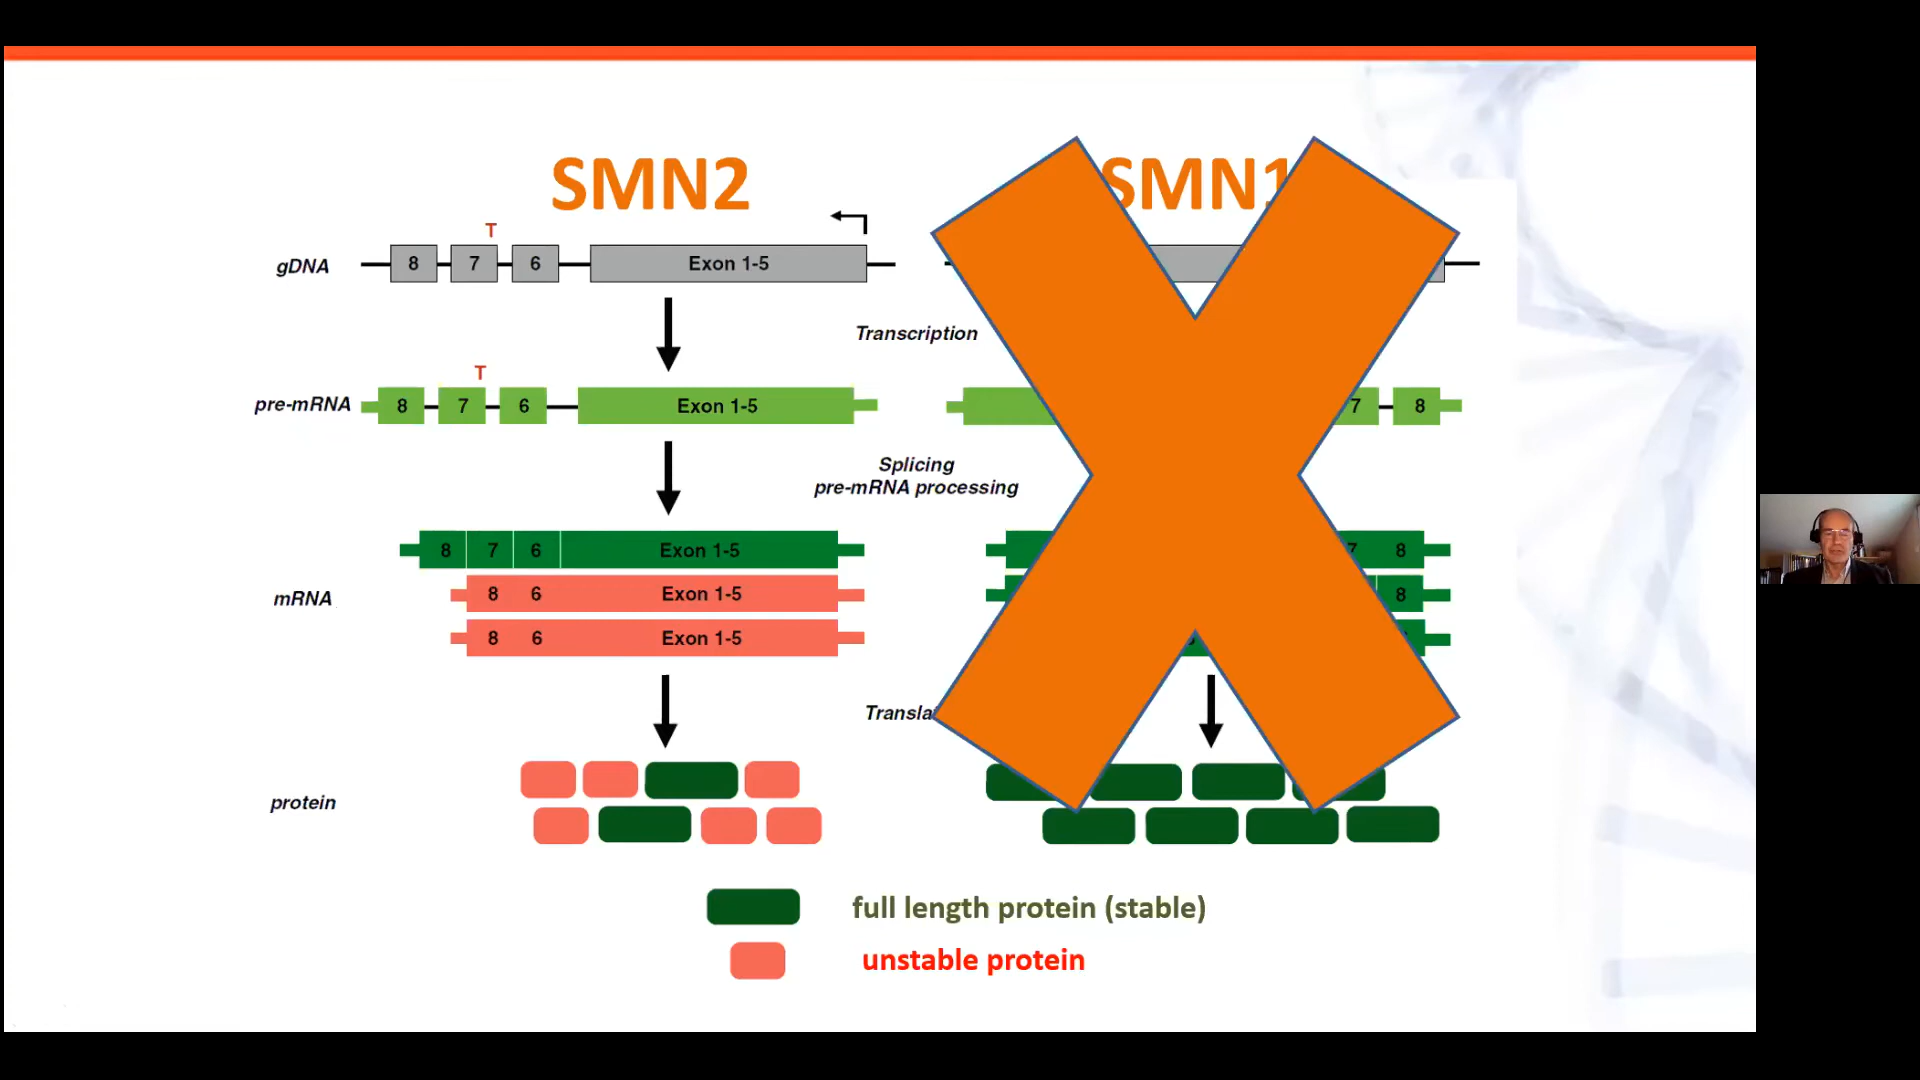 SMN2
SMN1
T
gDNA
8 7 6 Exon 1-5
Transcription
T
pre-mRNA
8 7 6 Exon 1-5
7 8
Splicing
pre-mRNA processing
8 7 6 Exon 1-5
7 8
mRNA
8 6 Exon 1-5
8
8 6 Exon 1-5
protein
full length protein (stable)
unstable protein